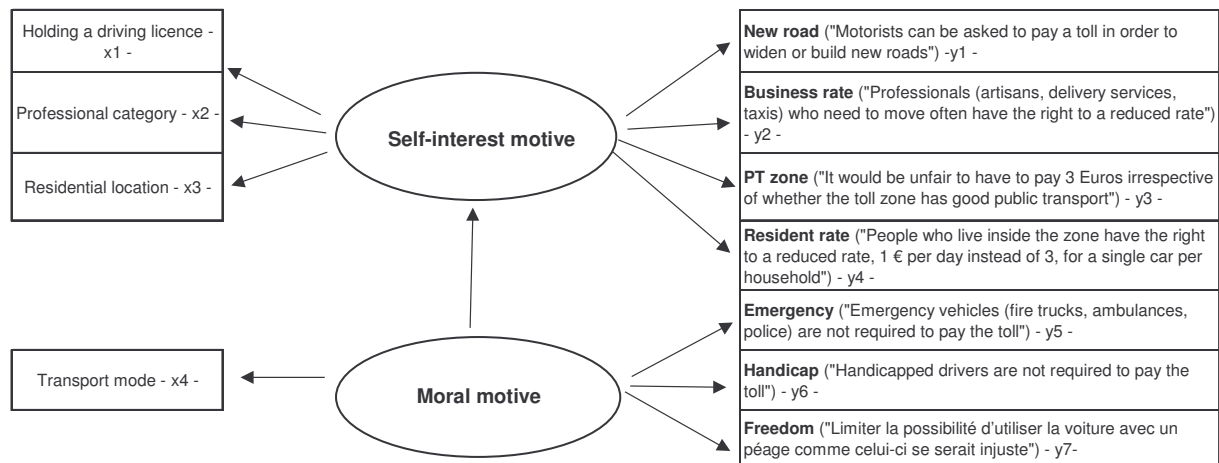 Holding a driving licence -
x1 -
Professional category - x2 -
Residential location - x3 -
Self-interest motive
New road ("Motorists can be asked to pay a toll in order to
widen or build new roads") -y1 -
Business rate ("Professionals (artisans, delivery services,
taxis) who need to move often have the right to a reduced rate")
- y2 -
PT zone ("It would be unfair to have to pay 3 Euros irrespective
of whether the toll zone has good public transport") - y3 -
Resident rate ("People who live inside the zone have the right
to a reduced rate, 1 € per day instead of 3, for a single car per
household") - y4 -
Transport mode - x4 -
Moral motive
Emergency ("Emergency vehicles (fire trucks, ambulances,
police) are not required to pay the toll") - y5 -
Handicap ("Handicapped drivers are not required to pay the
toll") - y6 -
Freedom ("Limiter la possibilité d'utiliser la voiture avec un
péage comme celui-ci se serait injuste") - y7-